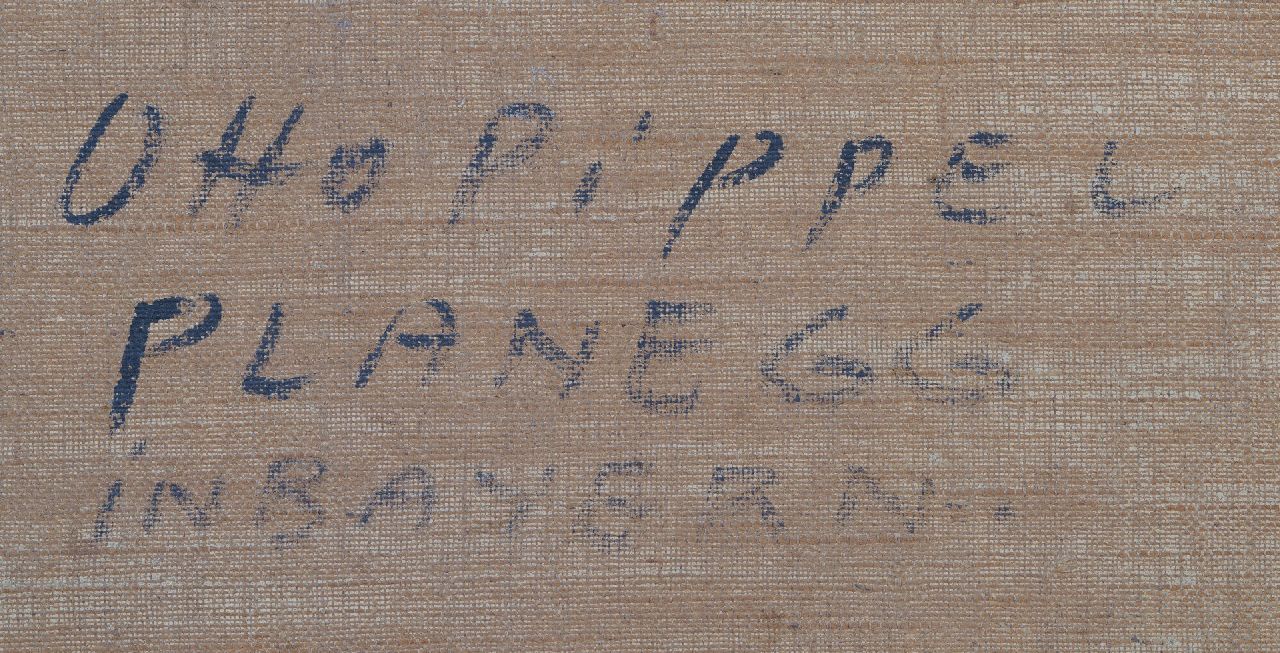 Otto PiPPEL
PLANEGG
iN BAYERN.